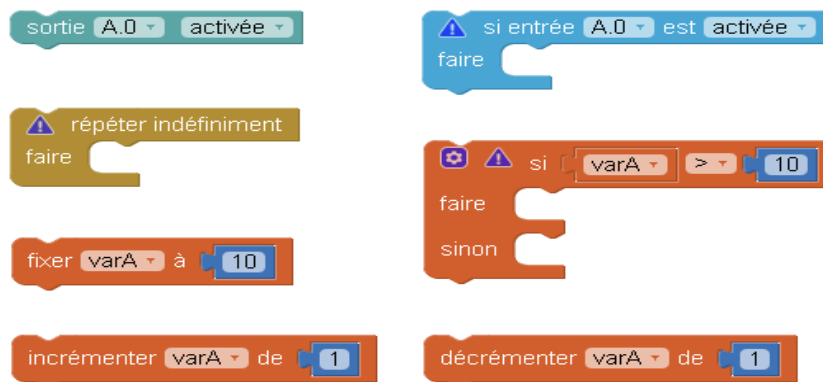 sortie A.0 activée
si entrée A.0 est activée
faire
répéter indéfiniment
faire
si varA > 10
faire
sinon
fixer varA à 10
incrémenter varA de 1
décrémenter varA de 1